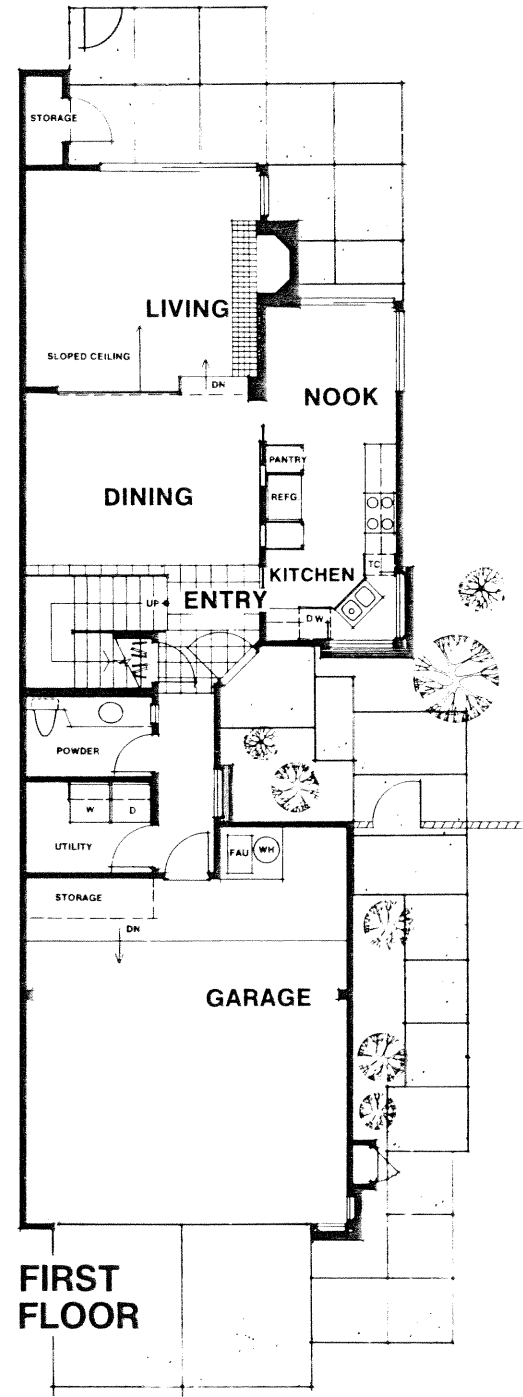 STORAGE
LIVING
SLOPED CEILING
DN
NOOK
DINING
PANTRY
REFG.
KITCHEN
TC
UP
ENTRY
DW
POWDER
W
D
UTILITY
FAU
WH
STORAGE
DN
GARAGE
FIRST
FLOOR